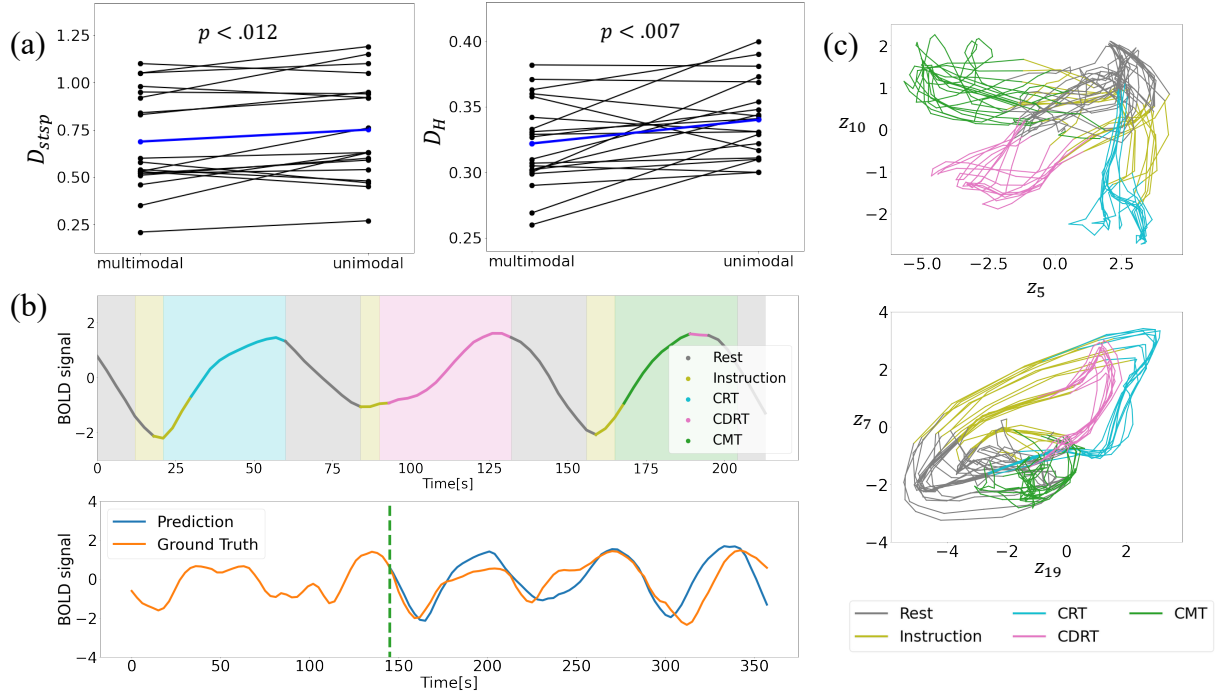 (a)
p < .012
D_stsp
1.25
1.00
0.75
0.50
0.25
multimodal unimodal
p < .007
D_H
0.40
0.35
0.30
0.25
multimodal unimodal
(b)
BOLD signal
2
0
−2
Rest
Instruction
CRT
CDRT
CMT
0 25 50 75 100 125 150 175 200
Time[s]
BOLD signal
4
2
0
−2
−4
Prediction
Ground Truth
0 50 100 150 200 250 300 350
Time[s]
(c)
z_10
2
1
0
−1
−2
−5.0 −2.5 0.0 2.5
z_5
z_7
4
2
0
−2
−4
−4 −2 0 2
z_19
Rest CRT CMT
Instruction CDRT